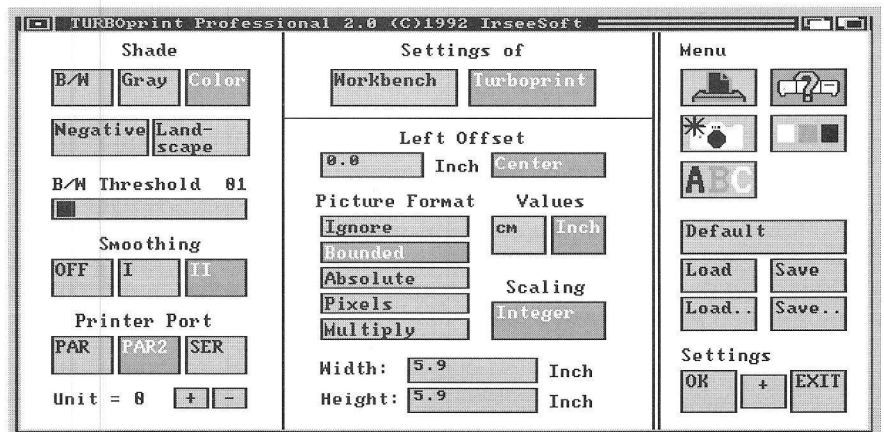 TURBOprint Professional 2.0 (C)1992 IrseeSoft
Shade
B/W Gray Color
Negative Land-
scape
B/W Threshold 01
Smoothing
OFF I II
Printer Port
PAR PAR2 SER
Unit = 0 + -
Settings of
Workbench Turboprint
Left Offset
0.0 Inch Center
Picture Format
Ignore
Bounded
Absolute
Pixels
Multiply
Values
cm Inch
Scaling
Integer
Width: 5.9 Inch
Height: 5.9 Inch
Menu
?
ABC
Default
Load Save
Load.. Save..
Settings
OK + EXIT